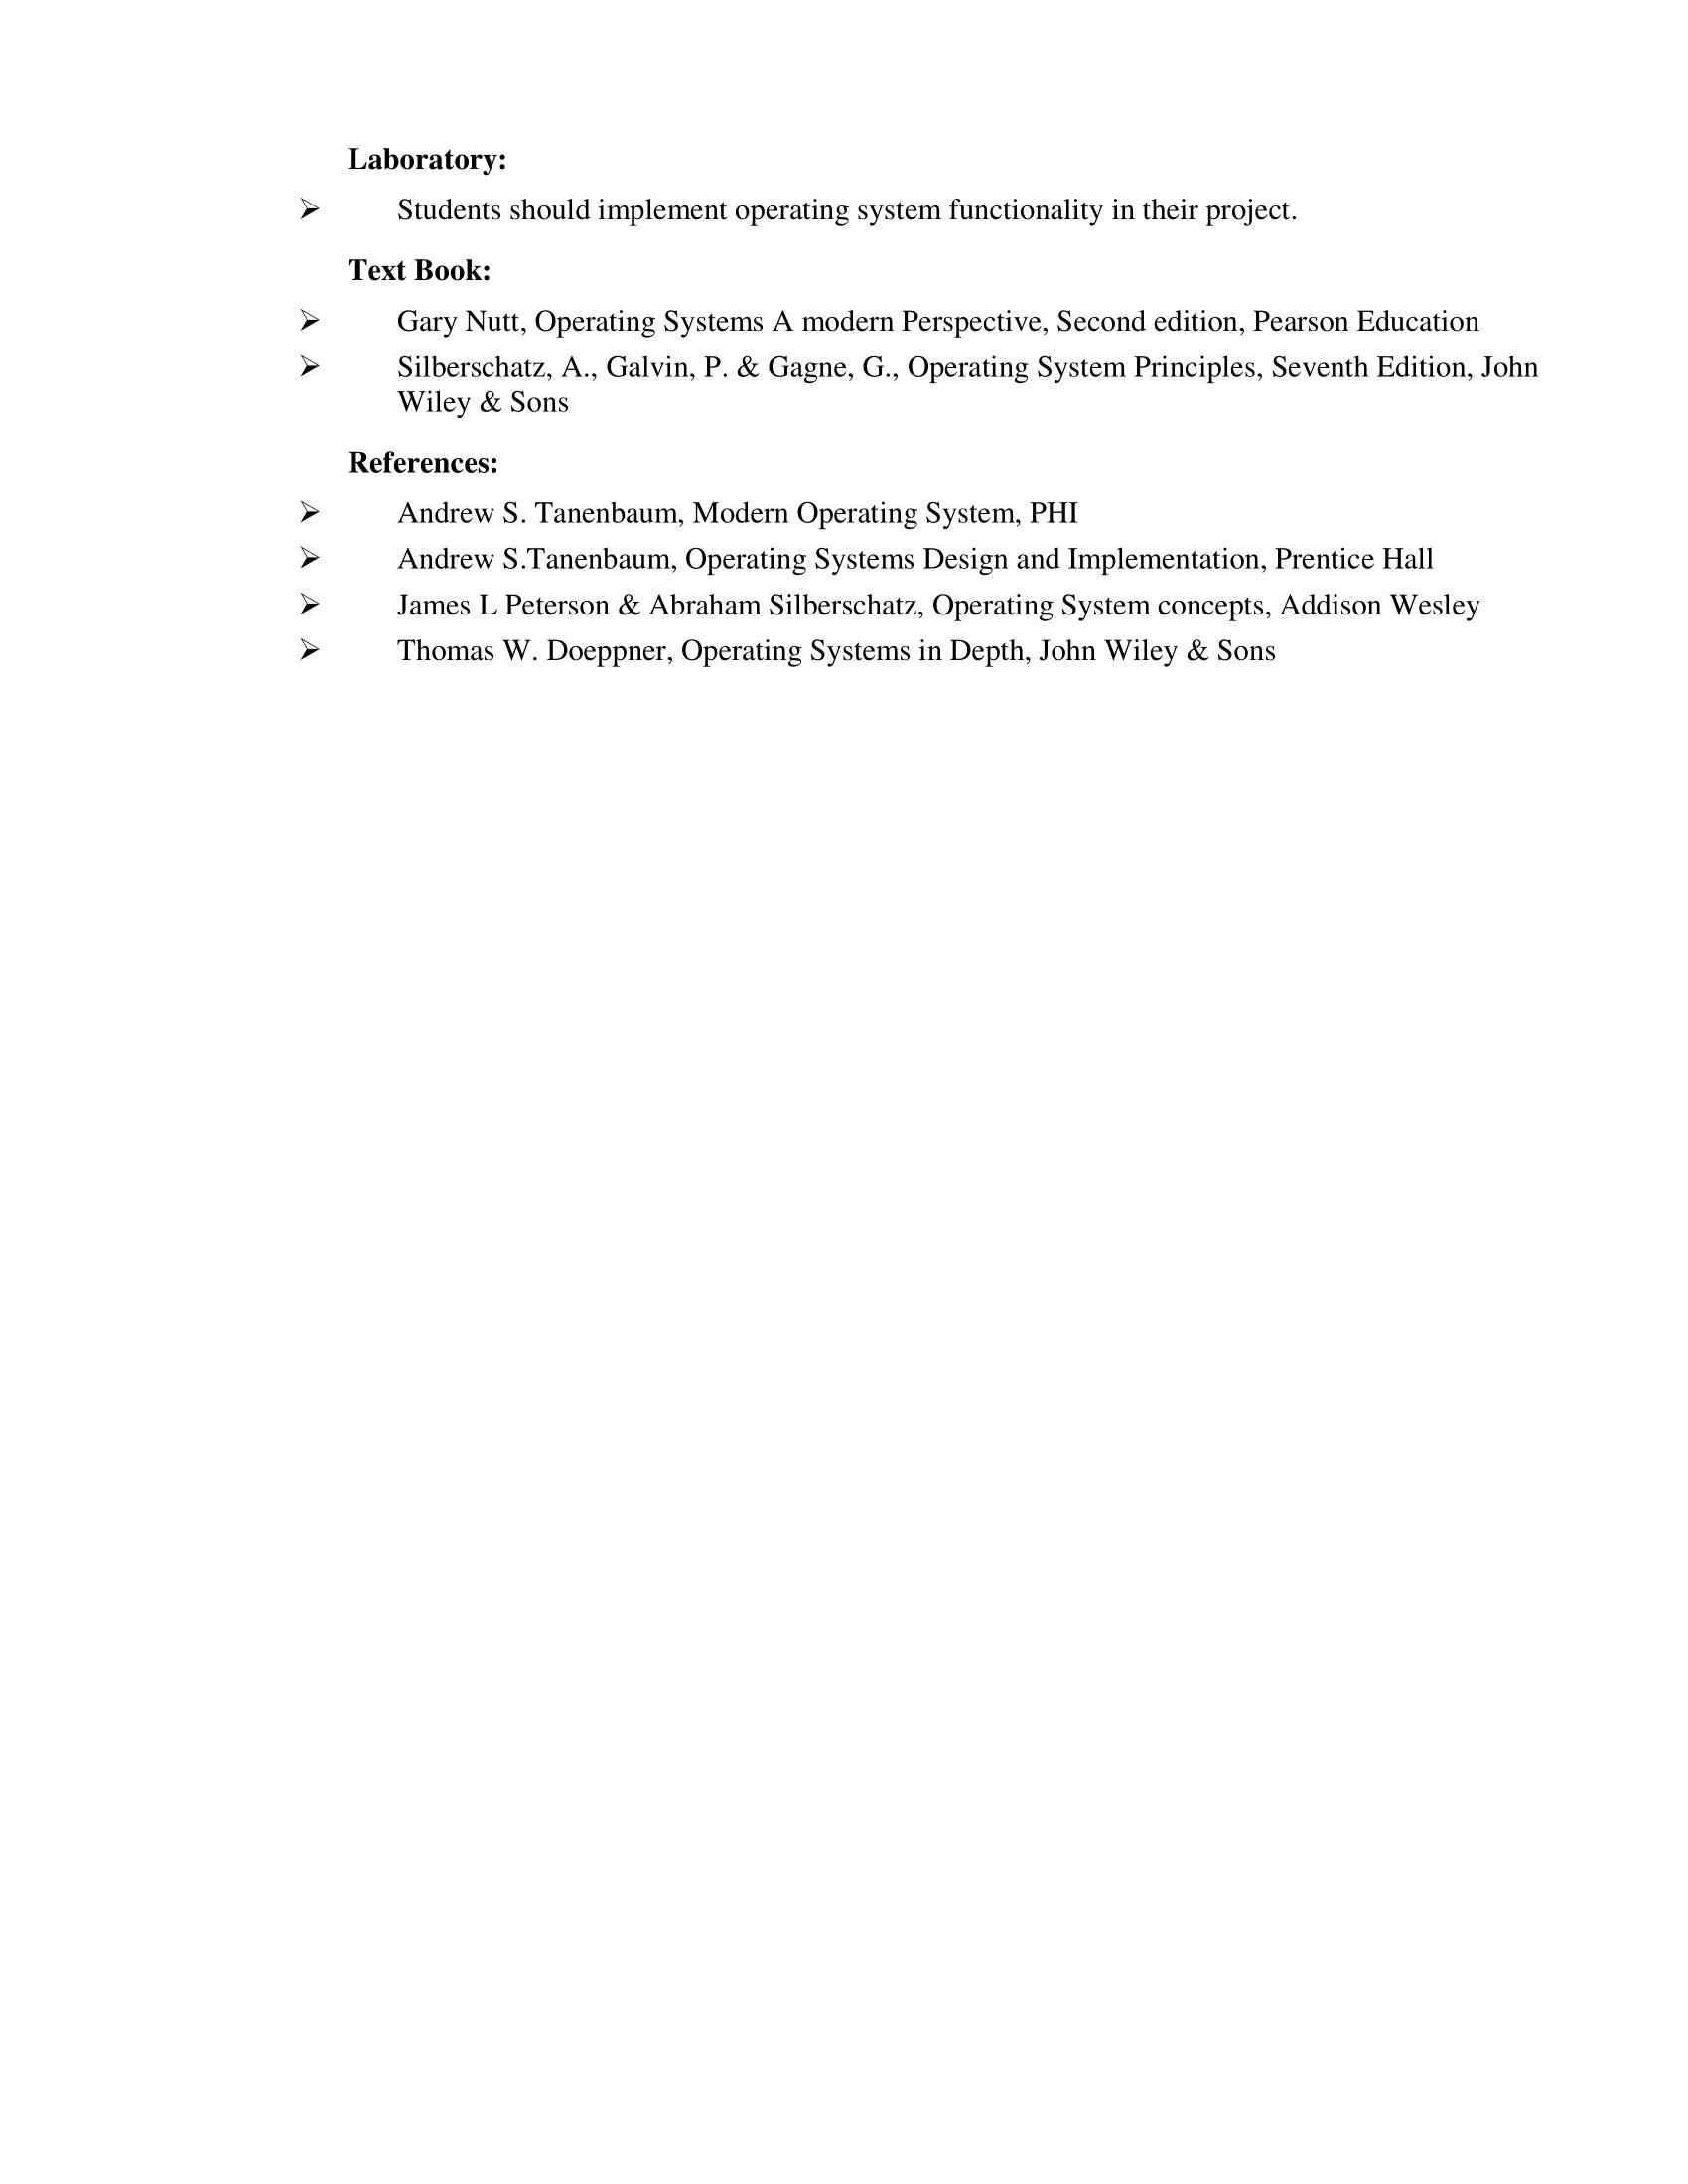 Laboratory:
➢ Students should implement operating system functionality in their project.
Text Book:
➢ Gary Nutt, Operating Systems A modern Perspective, Second edition, Pearson Education
➢ Silberschatz, A., Galvin, P. & Gagne, G., Operating System Principles, Seventh Edition, John
Wiley & Sons
References:
➢ Andrew S. Tanenbaum, Modern Operating System, PHI
➢ Andrew S.Tanenbaum, Operating Systems Design and Implementation, Prentice Hall
➢ James L Peterson & Abraham Silberschatz, Operating System concepts, Addison Wesley
➢ Thomas W. Doeppner, Operating Systems in Depth, John Wiley & Sons